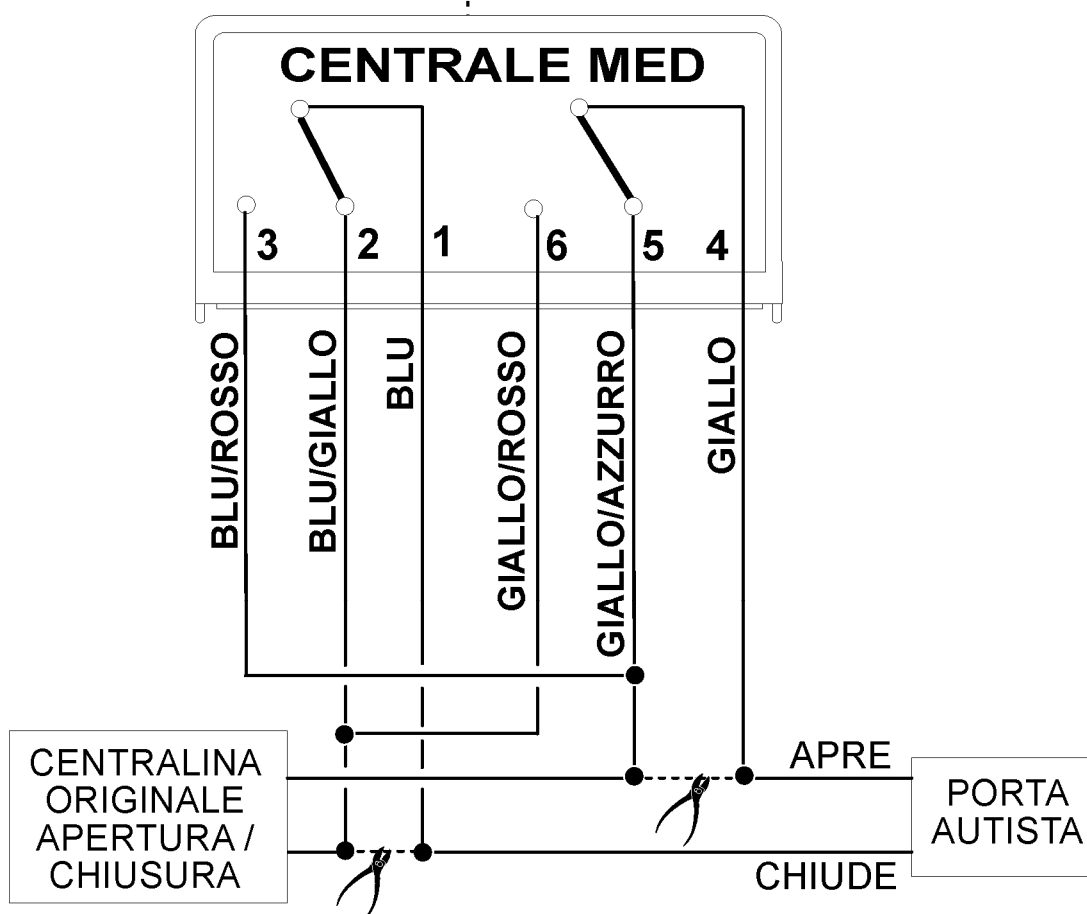 CENTRALE MED
3
2
1
6
5
4
BLU/ROSSO
BLU/GIALLO
BLU
GIALLO/ROSSO
GIALLO/AZZURRO
GIALLO
CENTRALINA
ORIGINALE
APERTURA /
CHIUSURA
APRE
CHIUDE
PORTA
AUTISTA